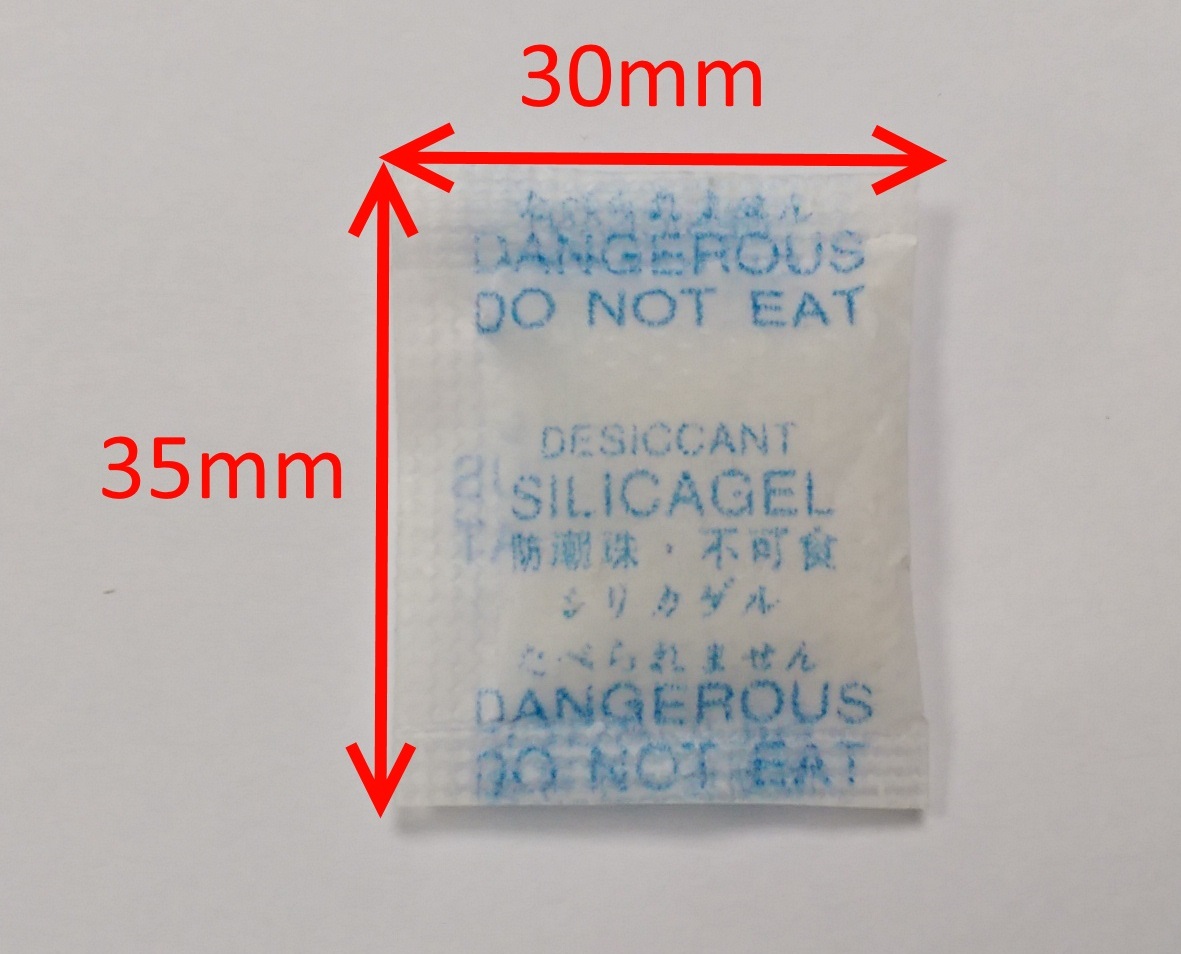 30mm
35mm
たべられません
DANGEROUS
DO NOT EAT
DESICCANT
SILICAGEL
防潮珠・不可食
シリカゲル
たべられません
DANGEROUS
DO NOT EAT